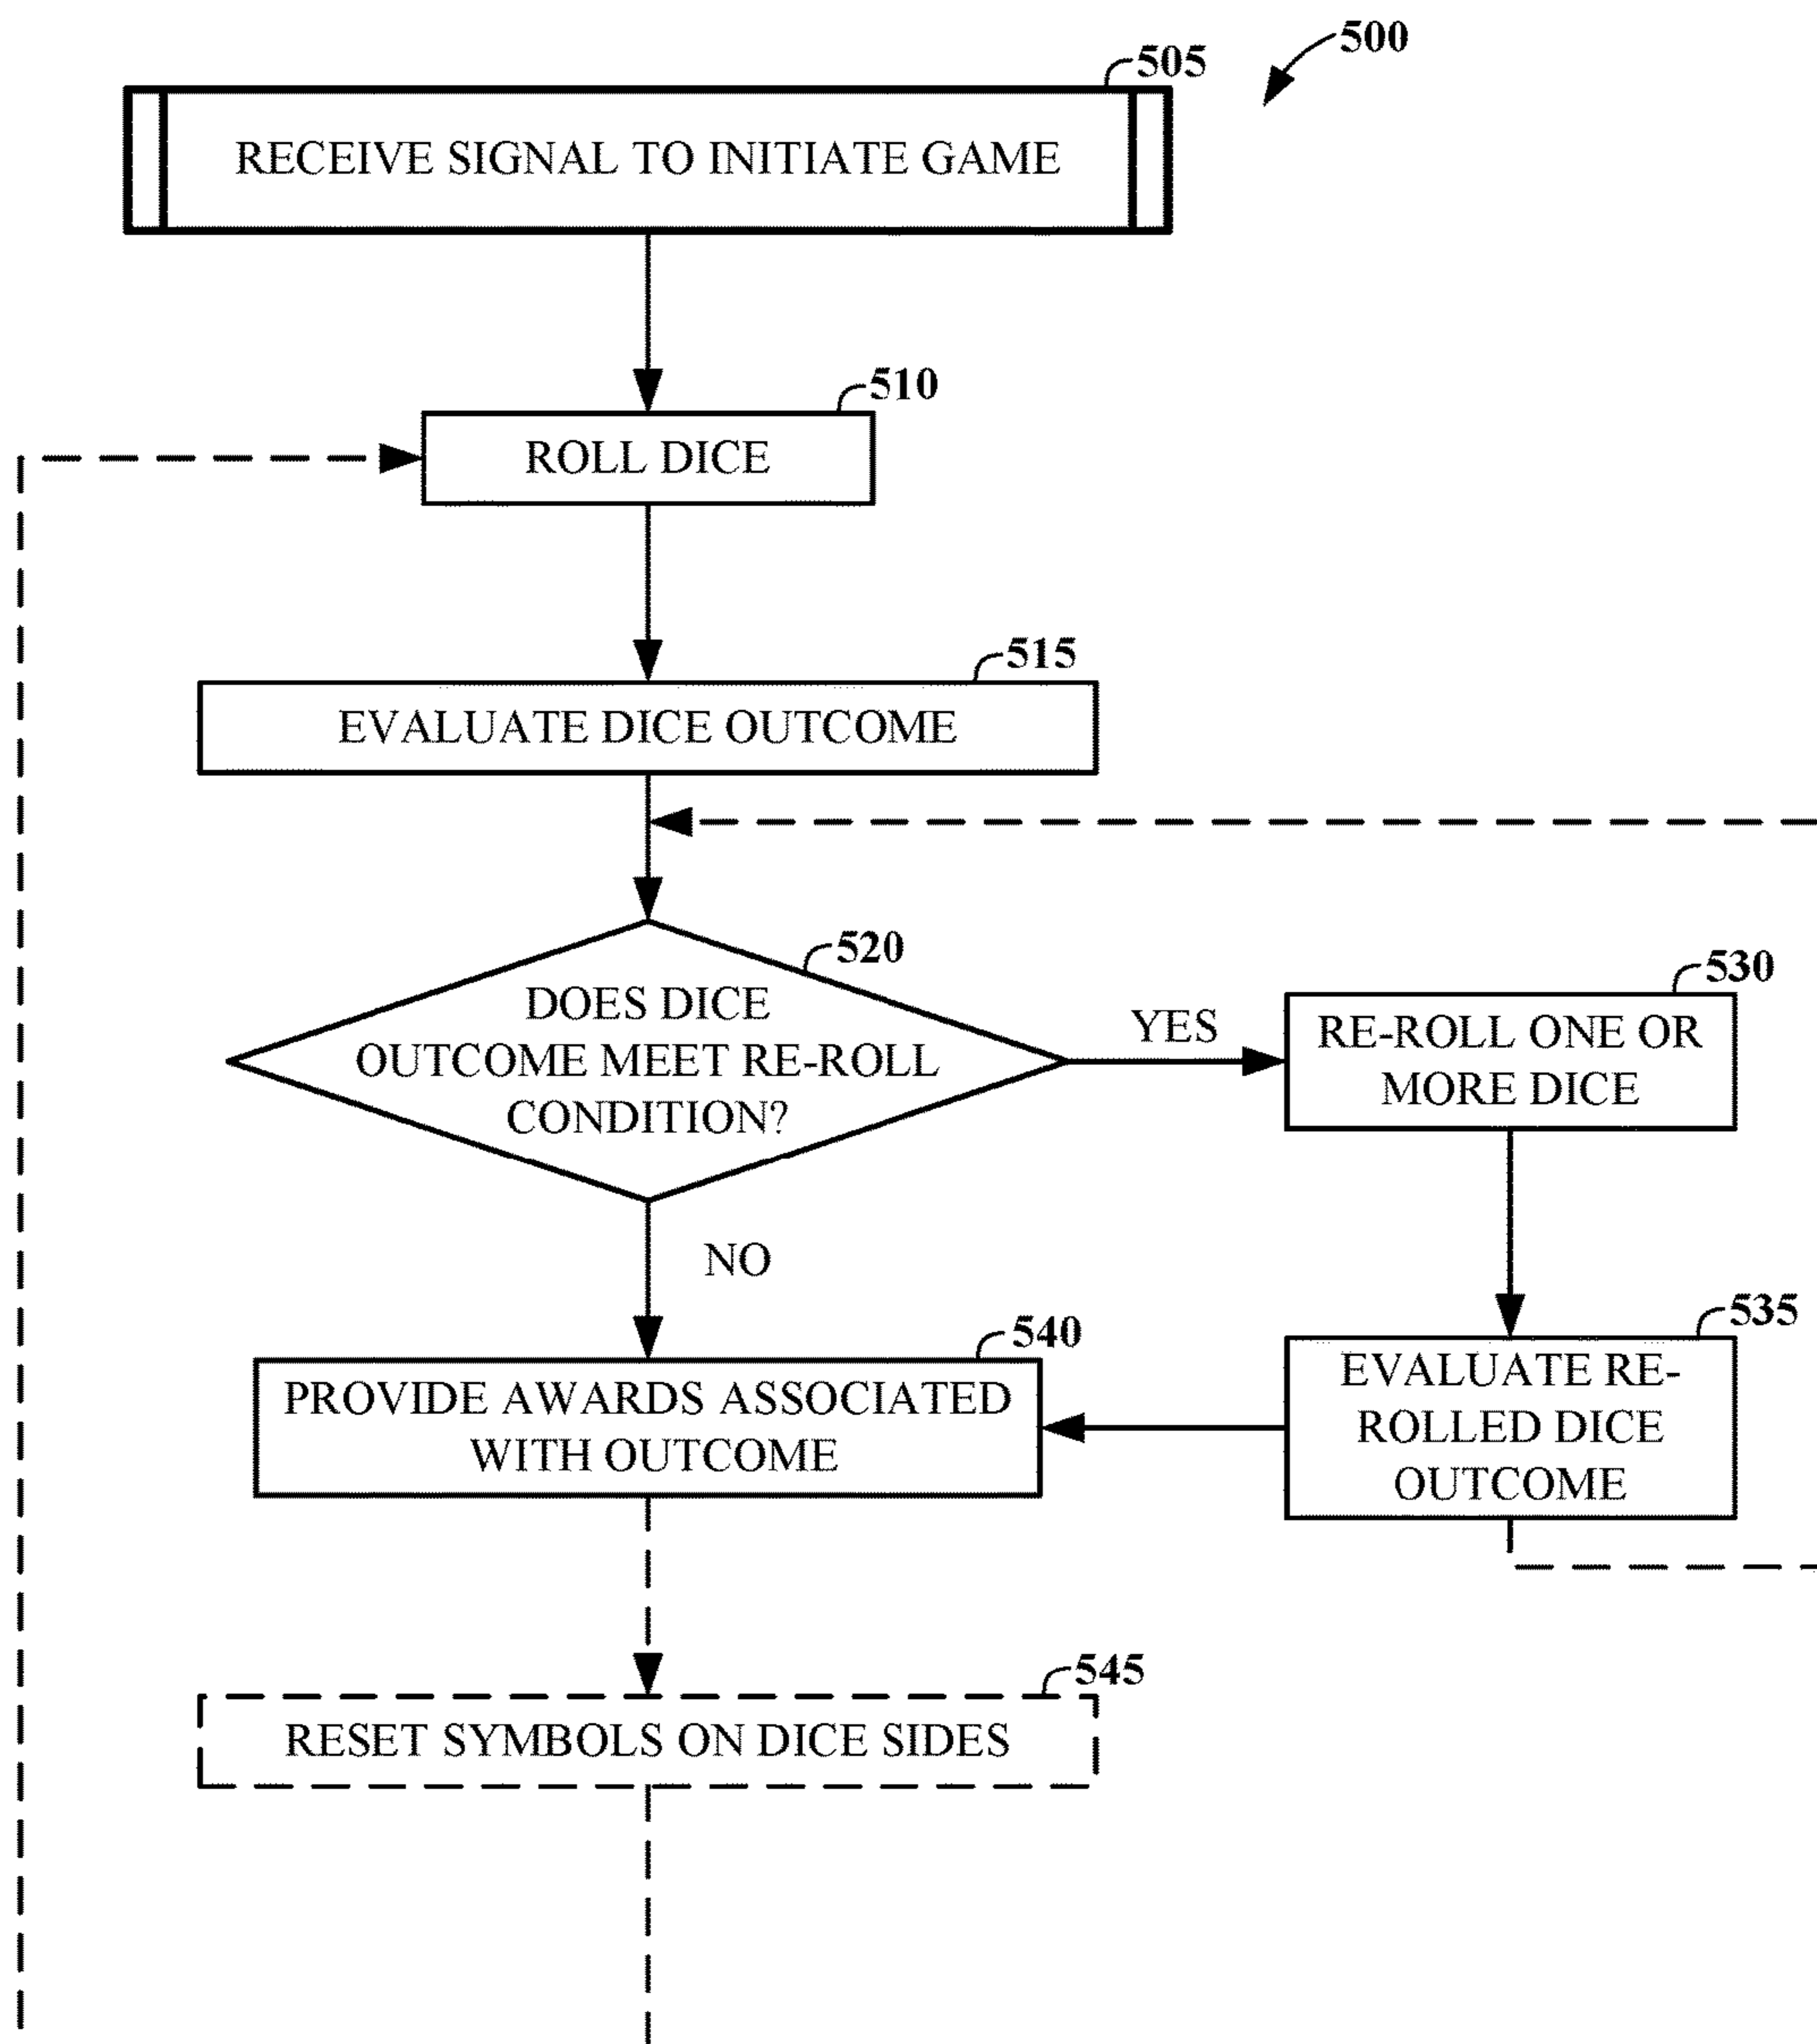 500
505
RECEIVE SIGNAL TO INITIATE GAME
510
ROLL DICE
515
EVALUATE DICE OUTCOME
520
DOES DICE
OUTCOME MEET RE-ROLL
CONDITION?
YES
530
RE-ROLL ONE OR
MORE DICE
NO
535
EVALUATE RE-
ROLLED DICE
OUTCOME
540
PROVIDE AWARDS ASSOCIATED
WITH OUTCOME
545
RESET SYMBOLS ON DICE SIDES